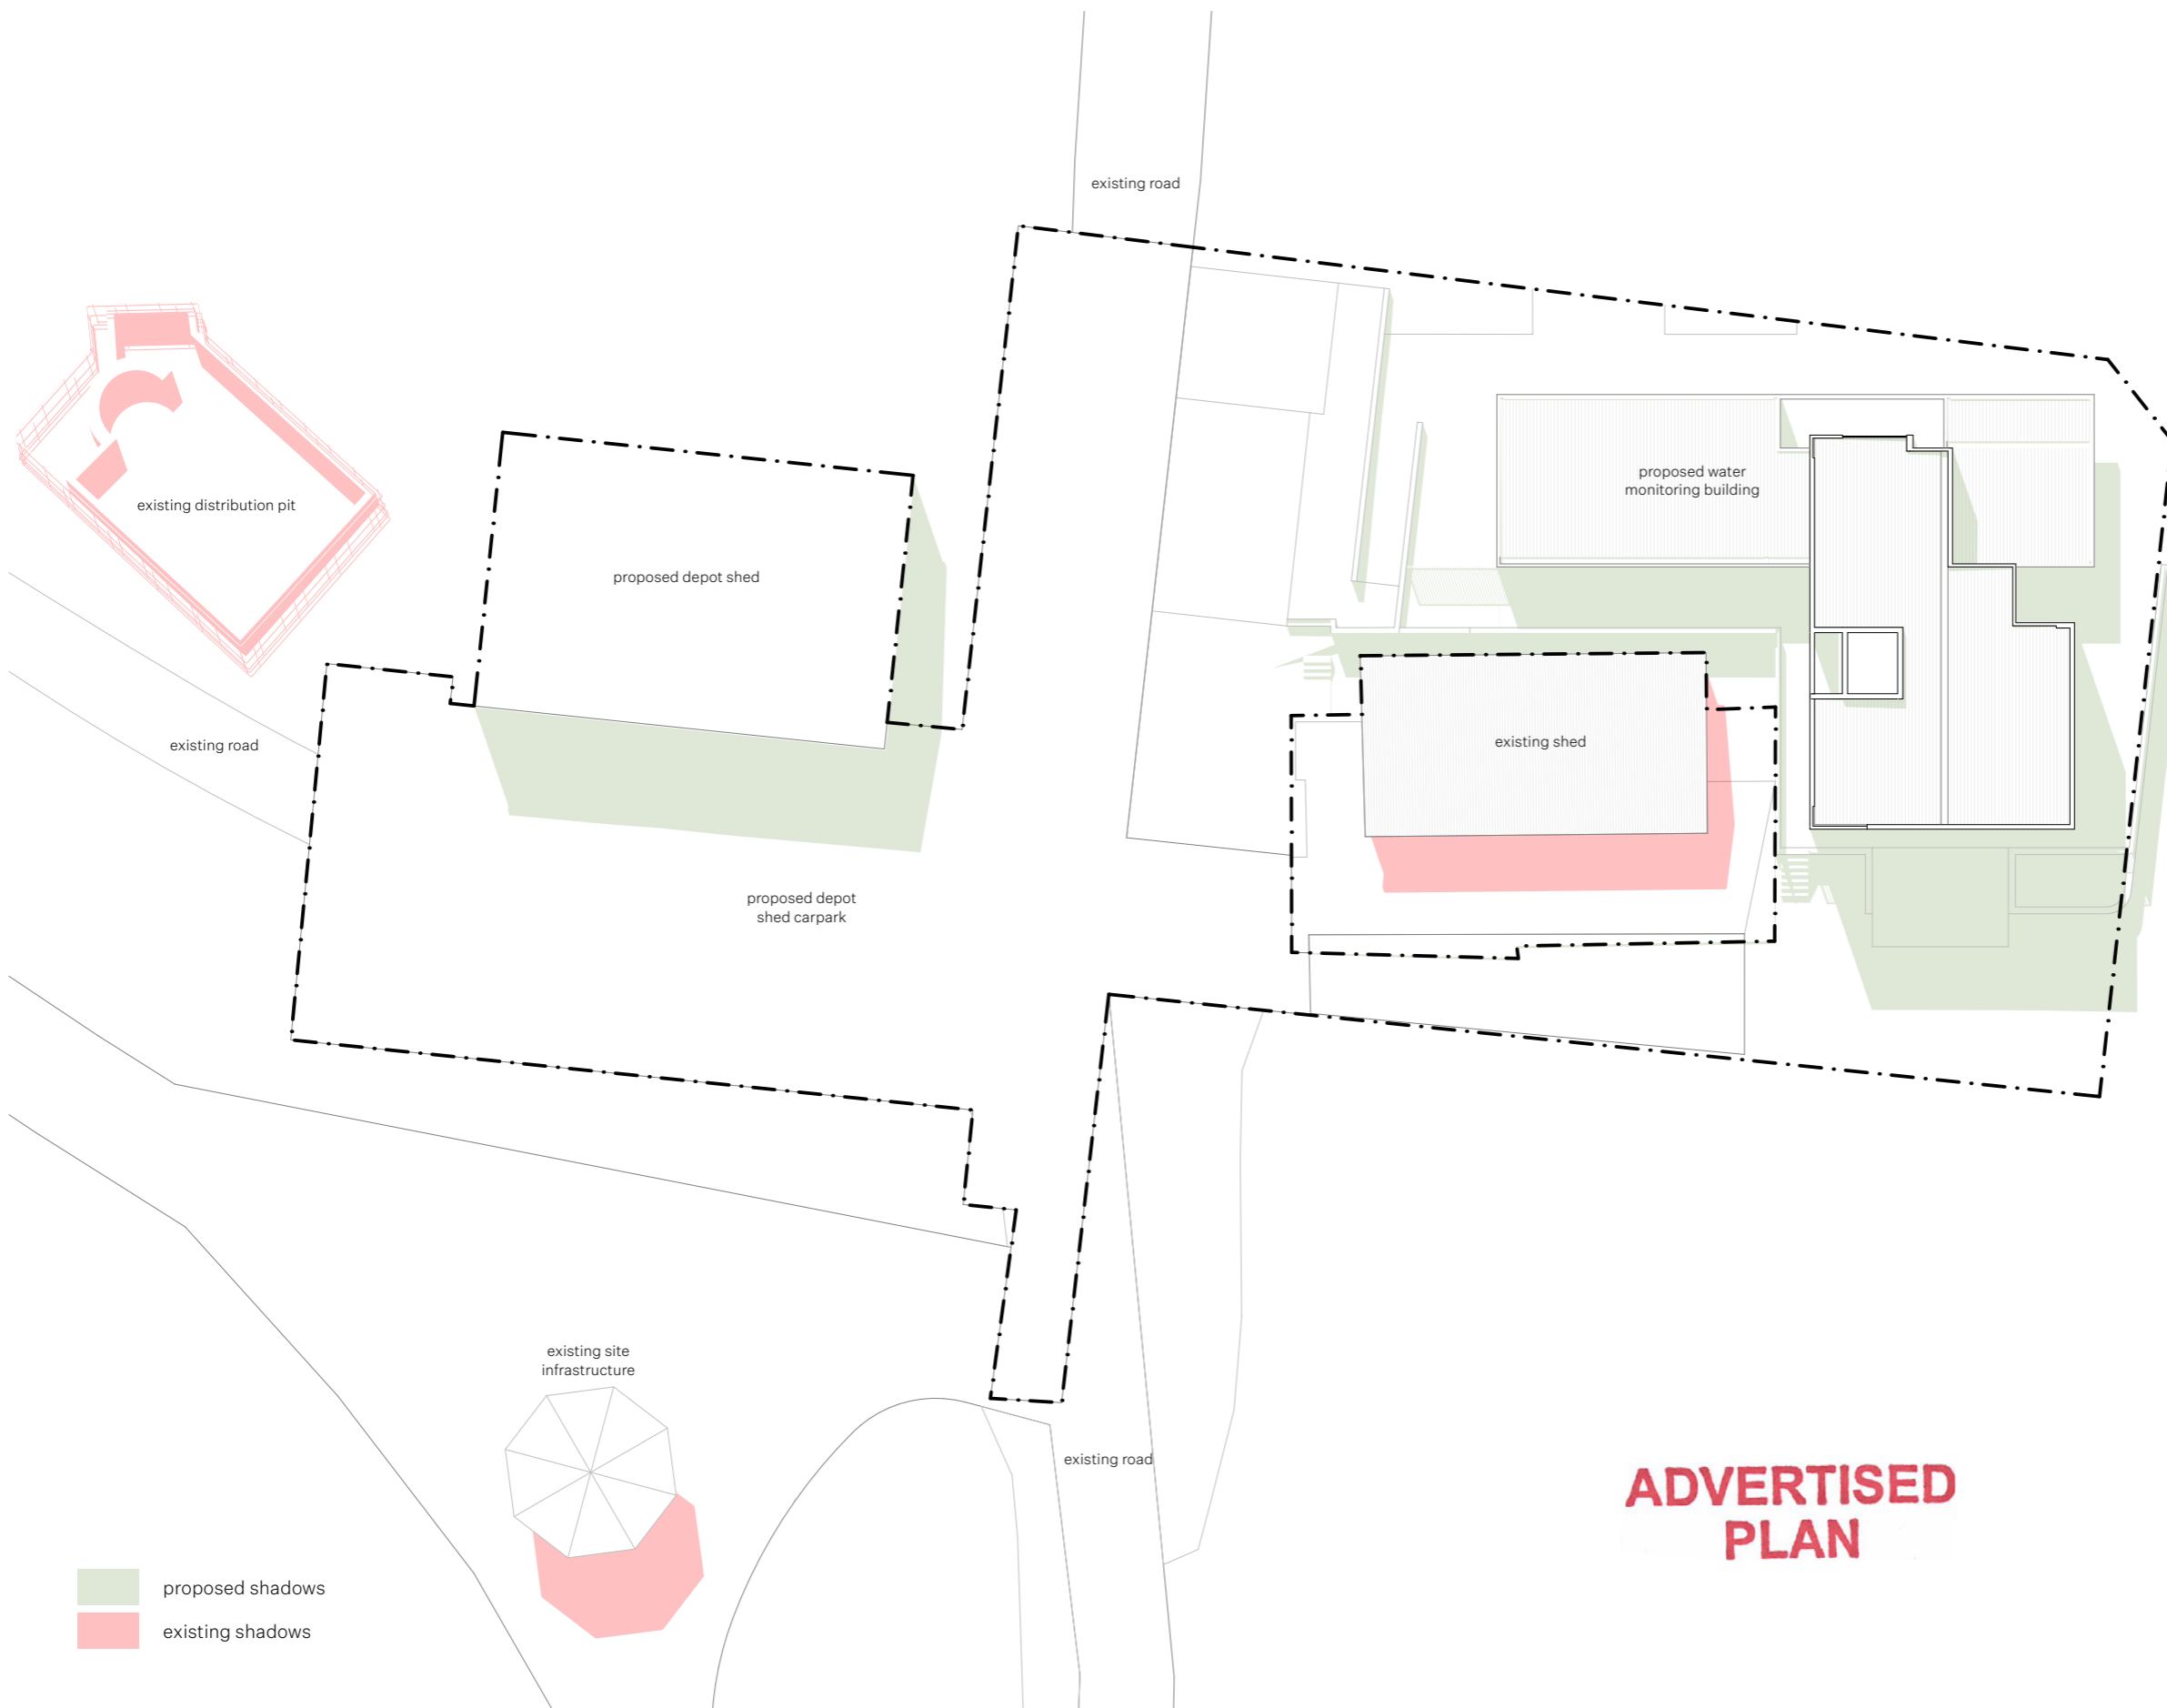 existing road
existing distribution pit
proposed water
monitoring building
proposed depot shed
existing road
existing shed
proposed depot
shed carpark
existing site
infrastructure
existing road
ADVERTISED
PLAN
proposed shadows
existing shadows